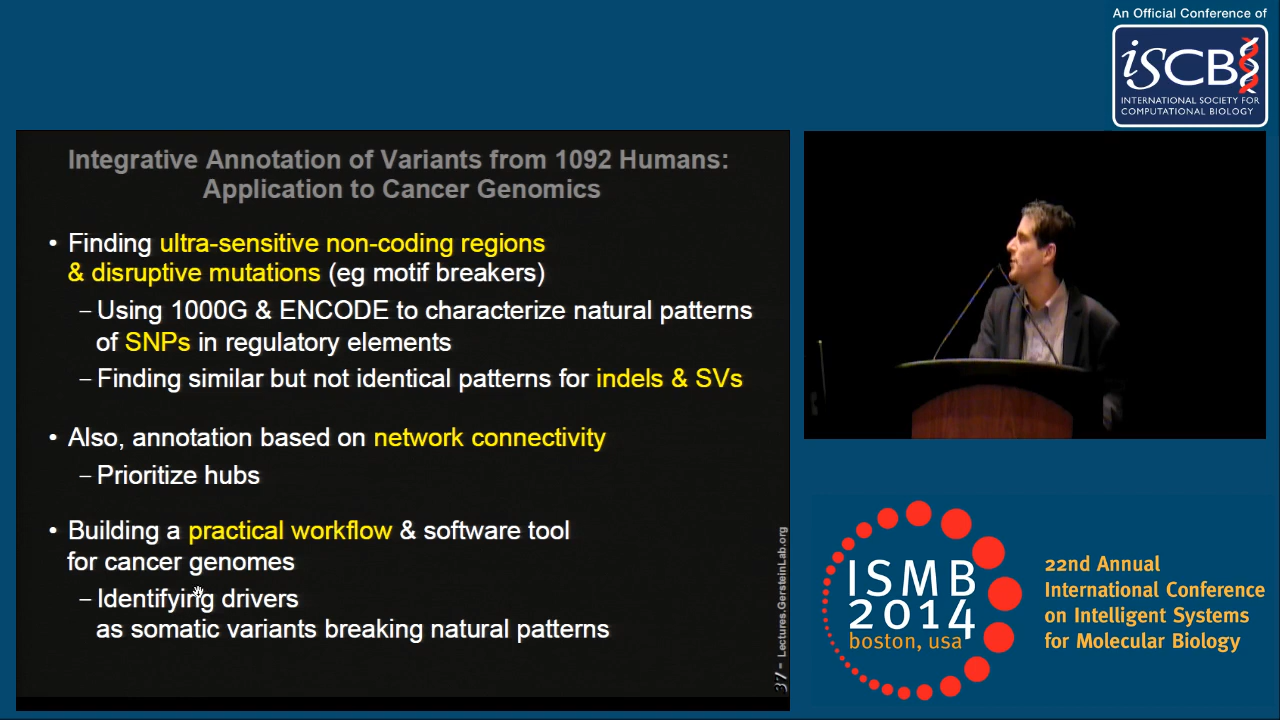 An Official Conference of
iSCB
INTERNATIONAL SOCIETY FOR
COMPUTATIONAL BIOLOGY
Integrative Annotation of Variants from 1092 Humans:
Application to Cancer Genomics
• Finding ultra-sensitive non-coding regions
& disruptive mutations (eg motif breakers)
– Using 1000G & ENCODE to characterize natural patterns
of SNPs in regulatory elements
– Finding similar but not identical patterns for indels & SVs
• Also, annotation based on network connectivity
– Prioritize hubs
• Building a practical workflow & software tool
for cancer genomes
– Identifying drivers
as somatic variants breaking natural patterns
37 - Lectures.GersteinLab.org
ISMB
2014
boston, usa
22nd Annual
International Conference
on Intelligent Systems
for Molecular Biology